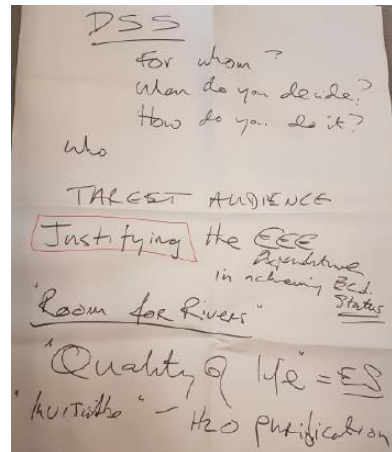 DSS
For whom?
When do you decide?
How do you do it?
who
TARGET AUDIENCE
Justifying the €€€
Expenditure
in achieving
Status
"Room for Rivers"
"Quality of life" = ES
H2O purification